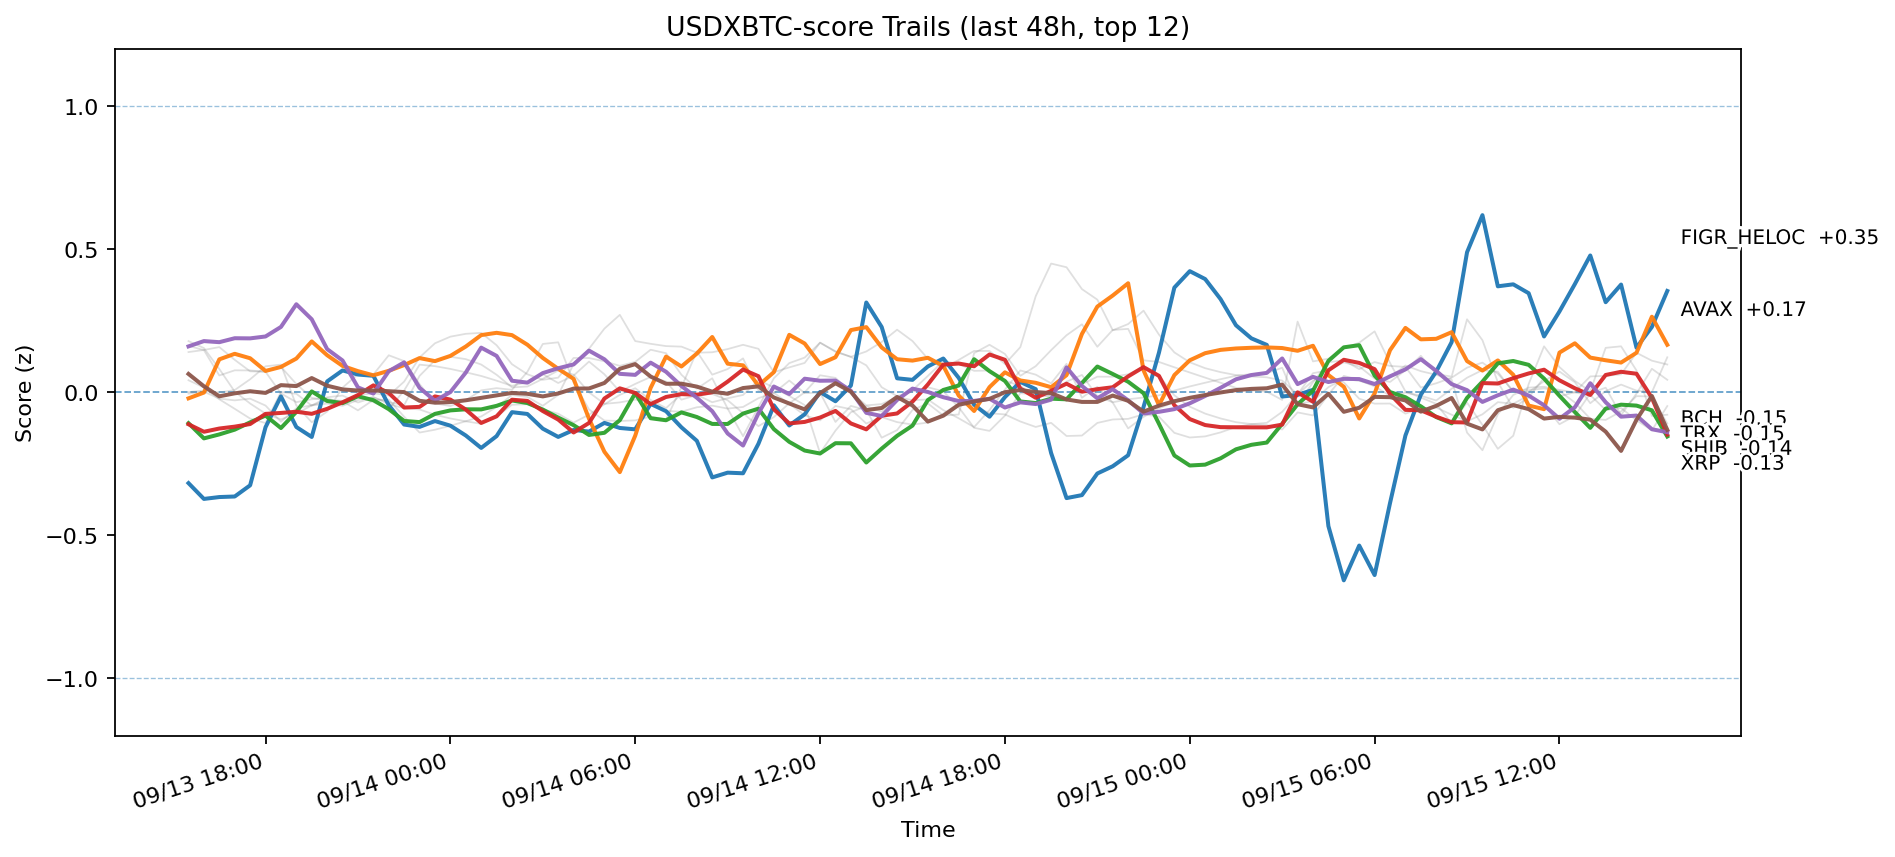 USDXBTC-score Trails (last 48h, top 12)
Score (z)
1.0
0.5
0.0
−0.5
−1.0
FIGR_HELOC +0.35
AVAX +0.17
BCH -0.15
TRX -0.15
SHIB -0.14
XRP -0.13
09/13 18:00
09/14 00:00
09/14 06:00
09/14 12:00
09/14 18:00
09/15 00:00
09/15 06:00
09/15 12:00
Time